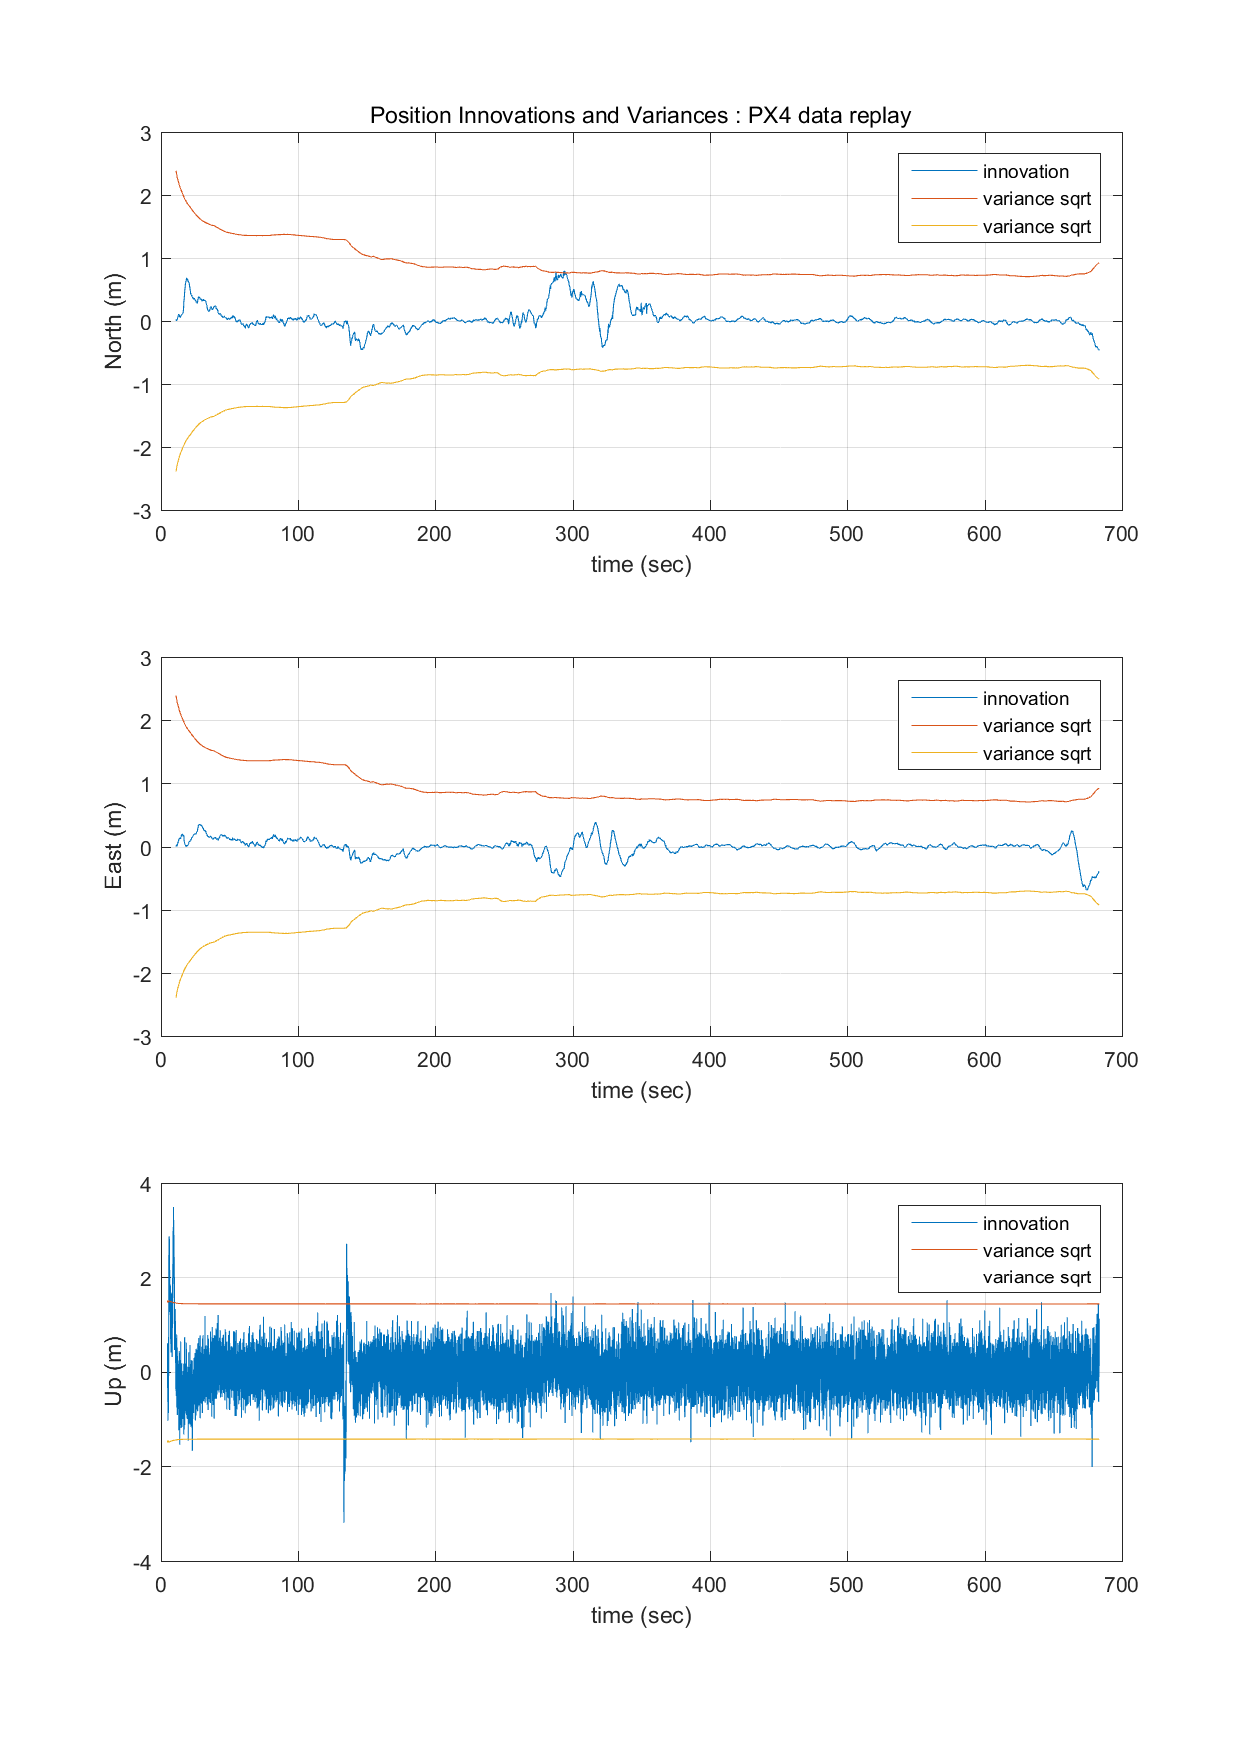 Position Innovations and Variances : PX4 data replay
3
2
1
0
-1
-2
-3
North (m)
innovation
variance sqrt
variance sqrt
0 100 200 300 400 500 600 700
time (sec)
3
2
1
0
-1
-2
-3
East (m)
innovation
variance sqrt
variance sqrt
0 100 200 300 400 500 600 700
time (sec)
4
2
0
-2
-4
Up (m)
innovation
variance sqrt
variance sqrt
0 100 200 300 400 500 600 700
time (sec)